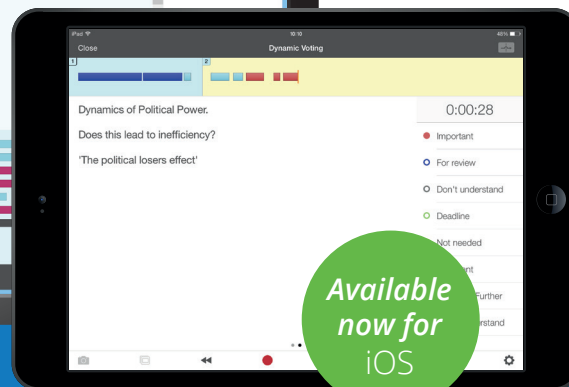 iPad 10:10 48%
Close Dynamic Voting
1 2
Dynamics of Political Power.
Does this lead to inefficiency?
'The political losers effect'
0:00:28
Important
For review
Don't understand
Deadline
Not needed
Further
Available
now for
iOS